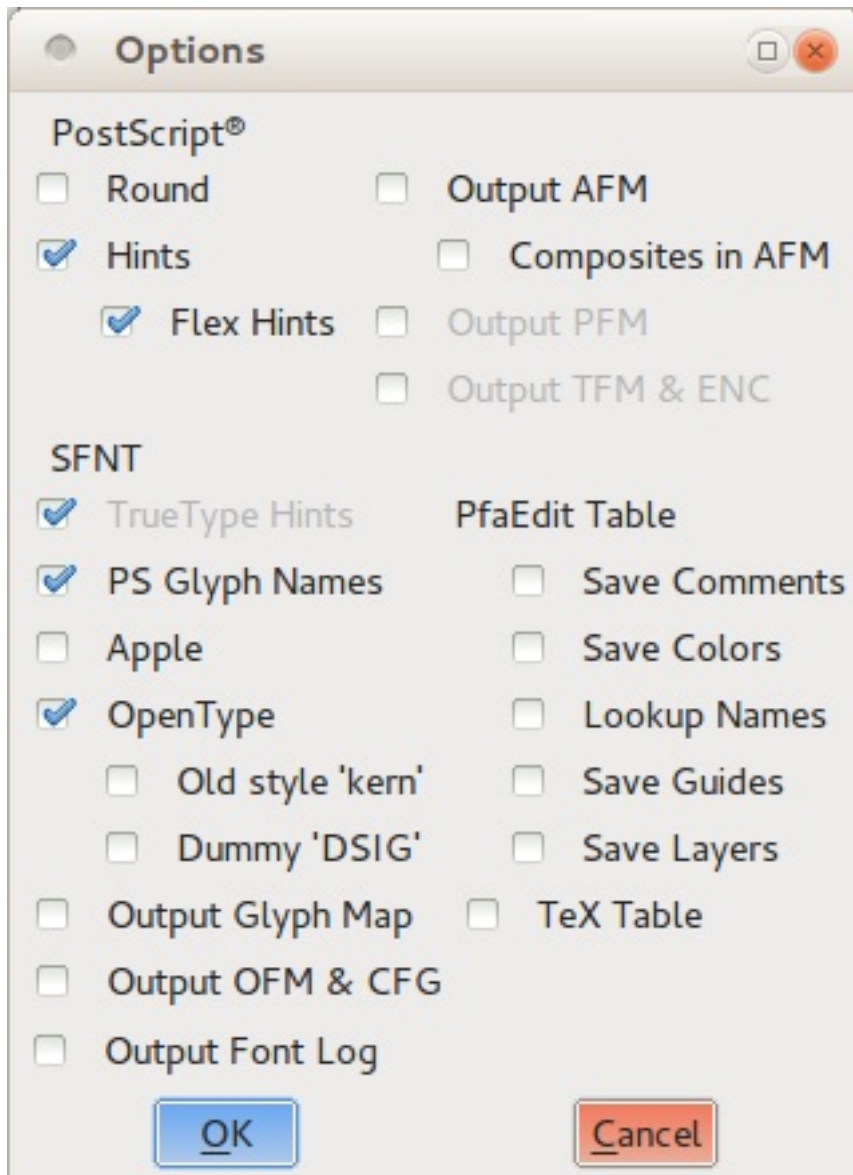 Options
PostScript®
Round Output AFM
Hints Composites in AFM
Flex Hints Output PFM
Output TFM & ENC
SFNT
TrueType Hints PfaEdit Table
PS Glyph Names Save Comments
Apple Save Colors
OpenType Lookup Names
Old style 'kern' Save Guides
Dummy 'DSIG' Save Layers
Output Glyph Map TeX Table
Output OFM & CFG
Output Font Log
OK Cancel